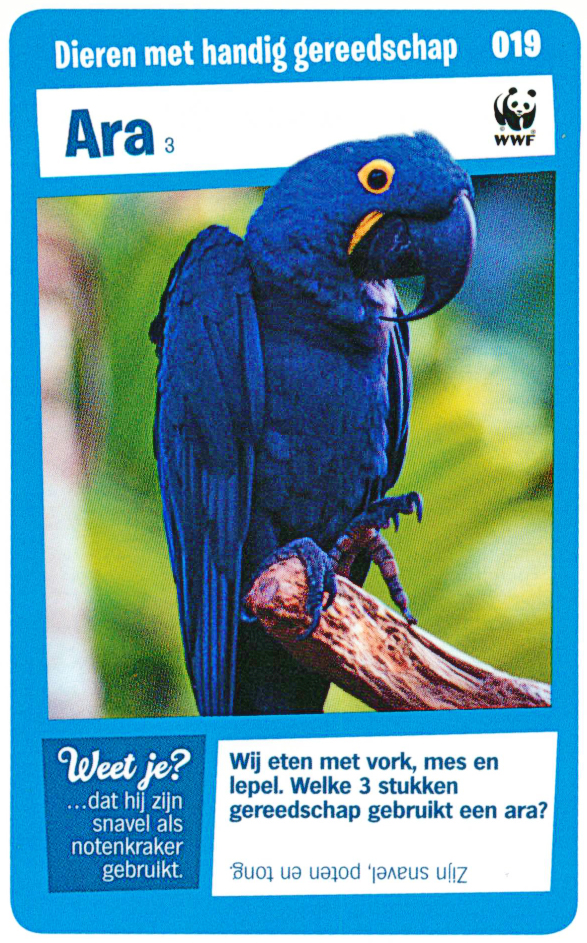 Dieren met handig gereedschap 019
Ara 3
WWF
Weet je?
...dat hij zijn
snavel als
notenkraker
gebruikt.
Wij eten met vork, mes en
lepel. Welke 3 stukken
gereedschap gebruikt een ara?
Zijn snavel, poten en tong.